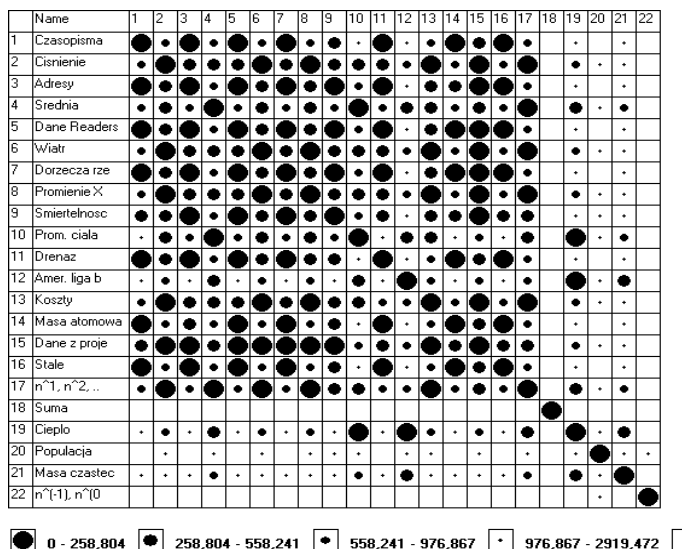 Name 1 2 3 4 5 6 7 8 9 10 11 12 13 14 15 16 17 18 19 20 21 22
1 Czasopisma
2 Cisnienie
3 Adresy
4 Srednia
5 Dane Readers
6 Wiatr
7 Dorzecza rze
8 Promienie X
9 Smiertelnosc
10 Prom. ciala
11 Drenaz
12 Amer. liga b
13 Koszty
14 Masa atomowa
15 Dane z proje
16 Stale
17 n^1, n^2, ..
18 Suma
19 Cieplo
20 Populacja
21 Masa czastec
22 n^(-1), n^(0
0 - 258,804 258,804 - 558,241 558,241 - 976,867 976,867 - 2919,472